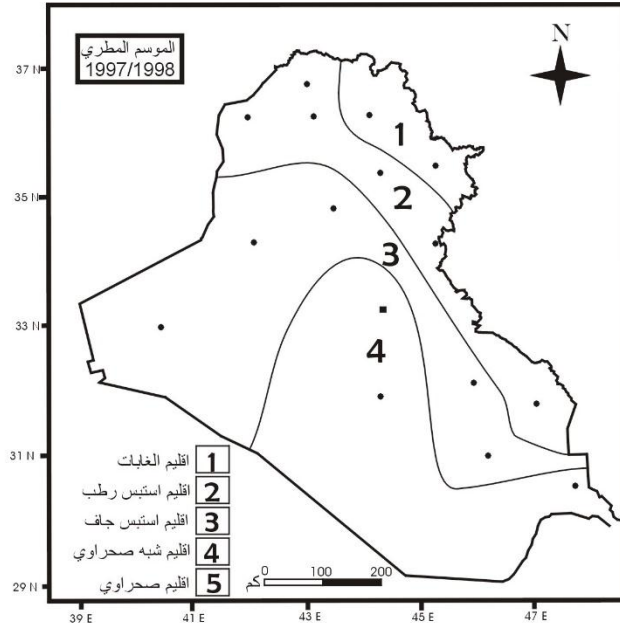 الموسم المطري
1997/1998
N
37 N
35 N
33 N
31 N
29 N
1
2
3
4
1 اقليم الغابات
2 اقليم استبس رطب
3 اقليم استبس جاف
4 اقليم شبه صحراوي
5 اقليم صحراوي
كم 0 100 200
39 E 41 E 43 E 45 E 47 E